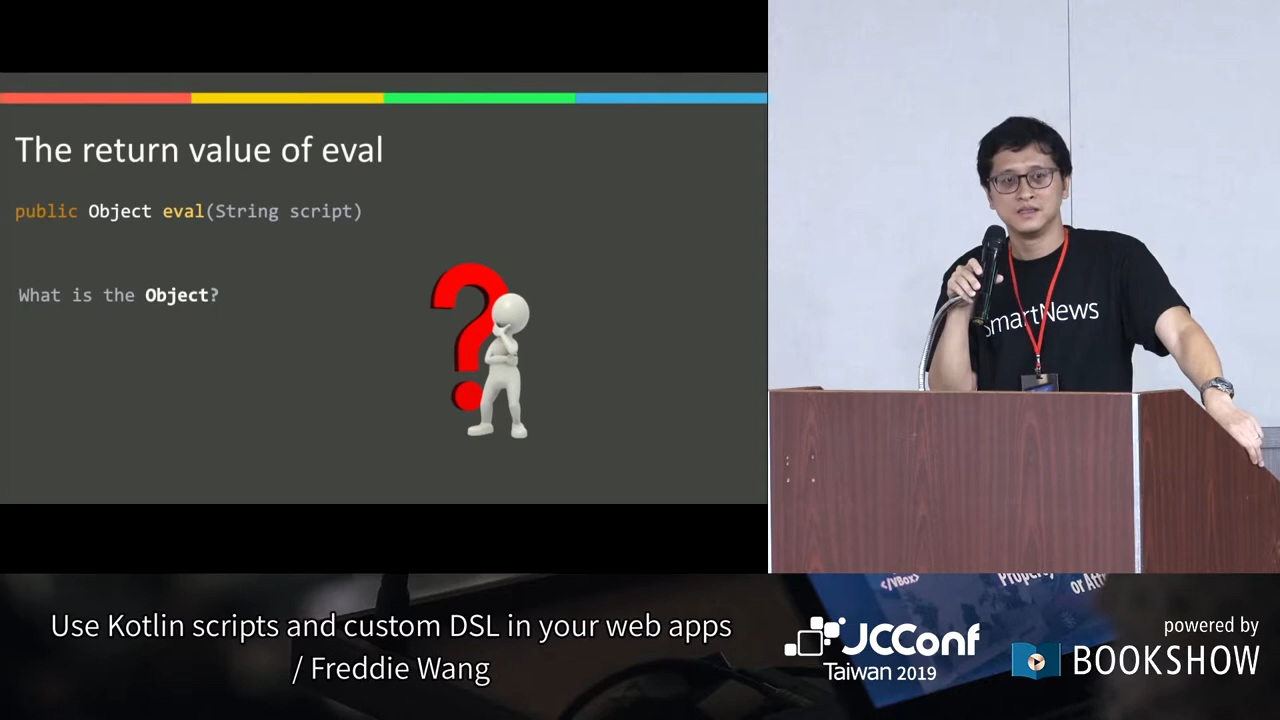 The return value of eval
public Object eval(String script)
What is the Object?
smartNews
</VBox>
Use Kotlin scripts and custom DSL in your web apps
/ Freddie Wang
JCConf
Taiwan 2019
powered by
BOOKSHOW